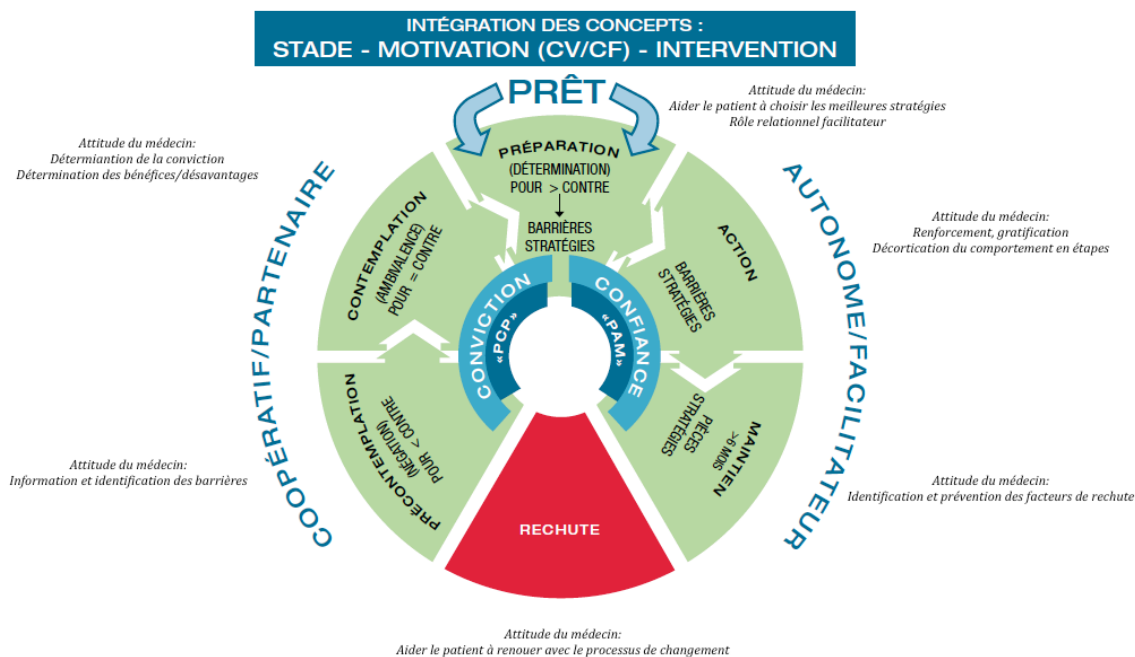 INTÉGRATION DES CONCEPTS :
STADE - MOTIVATION (CV/CF) - INTERVENTION
PRÊT
Attitude du médecin:
Aider le patient à choisir les meilleures stratégies
Rôle relationnel facilitateur
Attitude du médecin:
Détermiantion de la conviction
Détermination des bénéfices/désavantages
PRÉPARATION
(DÉTERMINATION)
POUR > CONTRE
BARRIÈRES
STRATÉGIES
COOPÉRATIF/PARTENAIRE
AUTONOME/FACILITATEUR
CONTEMPLATION
(AMBIVALENCE)
POUR = CONTRE
ACTION
BARRIÈRES
STRATÉGIES
Attitude du médecin:
Renforcement, gratification
Décortication du comportement en étapes
CONVICTION
«PCP»
CONFIANCE
«PAM»
PRÉCONTEMPLATION
(NÉGATION)
POUR < CONTRE
MAINTIEN
>6 MOIS
PIÈCES
STRATÉGIES
Attitude du médecin:
Information et identification des barrières
Attitude du médecin:
Identification et prévention des facteurs de rechute
RECHUTE
Attitude du médecin:
Aider le patient à renouer avec le processus de changement